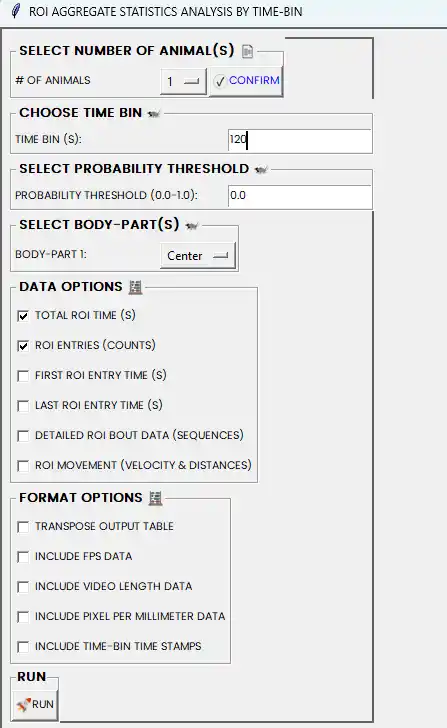 ROI AGGREGATE STATISTICS ANALYSIS BY TIME-BIN
SELECT NUMBER OF ANIMAL(S)
# OF ANIMALS 1 CONFIRM
CHOOSE TIME BIN
TIME BIN (S): 120
SELECT PROBABILITY THRESHOLD
PROBABILITY THRESHOLD (0.0-1.0): 0.0
SELECT BODY-PART(S)
BODY-PART 1: Center
DATA OPTIONS
TOTAL ROI TIME (S)
ROI ENTRIES (COUNTS)
FIRST ROI ENTRY TIME (S)
LAST ROI ENTRY TIME (S)
DETAILED ROI BOUT DATA (SEQUENCES)
ROI MOVEMENT (VELOCITY & DISTANCES)
FORMAT OPTIONS
TRANSPOSE OUTPUT TABLE
INCLUDE FPS DATA
INCLUDE VIDEO LENGTH DATA
INCLUDE PIXEL PER MILLIMETER DATA
INCLUDE TIME-BIN TIME STAMPS
RUN
RUN